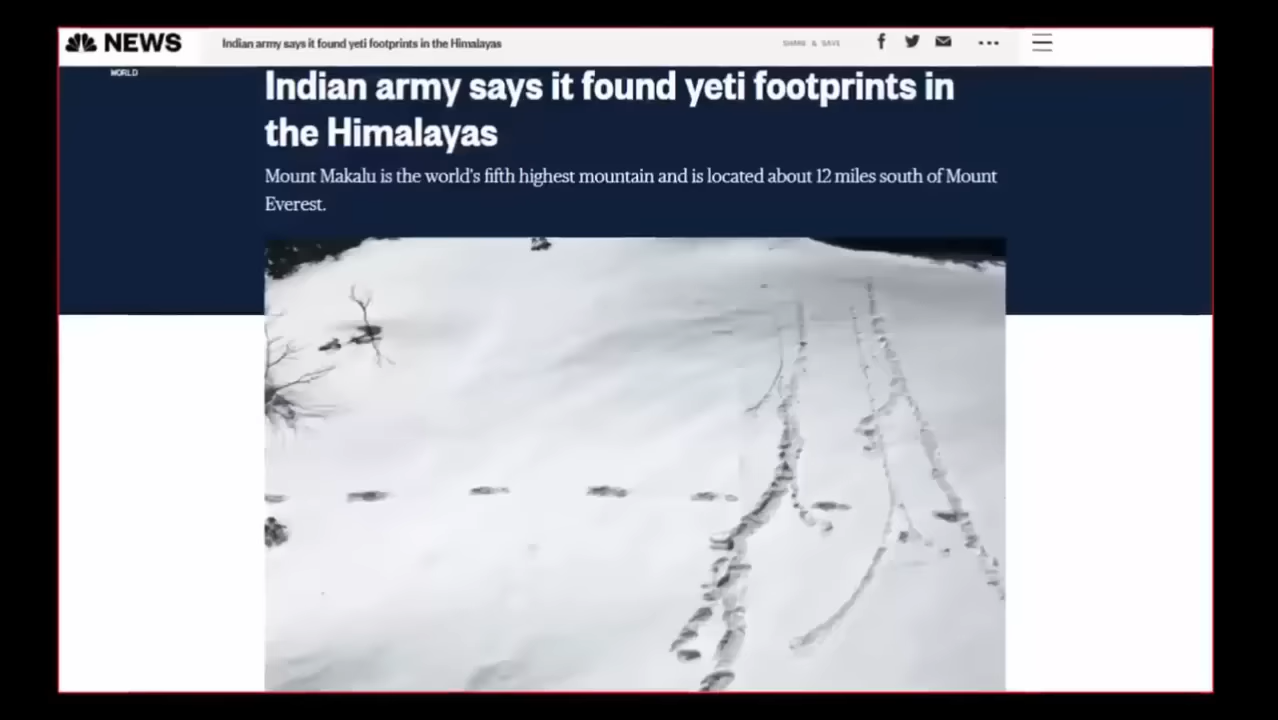 NEWS
Indian army says it found yeti footprints in the Himalayas
SHARE & SAVE
WORLD
Indian army says it found yeti footprints in
the Himalayas
Mount Makalu is the world's fifth highest mountain and is located about 12 miles south of Mount
Everest.